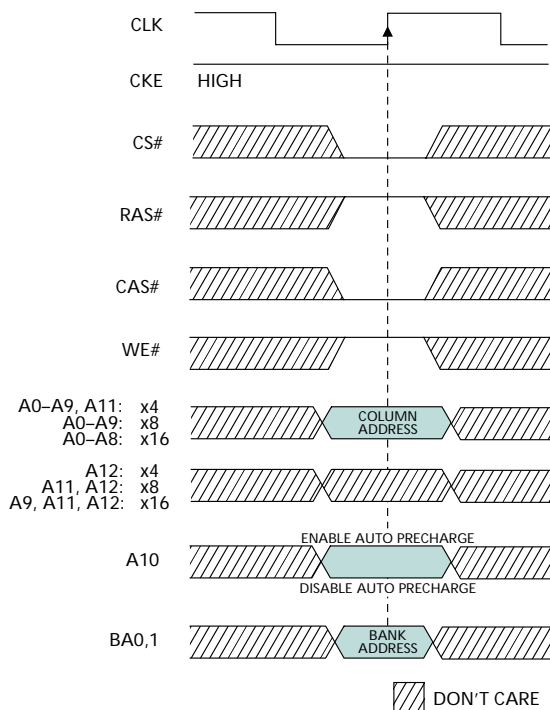 CLK
CKE HIGH
CS#
RAS#
CAS#
WE#
A0–A9, A11: x4
A0–A9: x8
A0–A8: x16
COLUMN
ADDRESS
A12: x4
A11, A12: x8
A9, A11, A12: x16
ENABLE AUTO PRECHARGE
A10
DISABLE AUTO PRECHARGE
BA0,1
BANK
ADDRESS
DON'T CARE